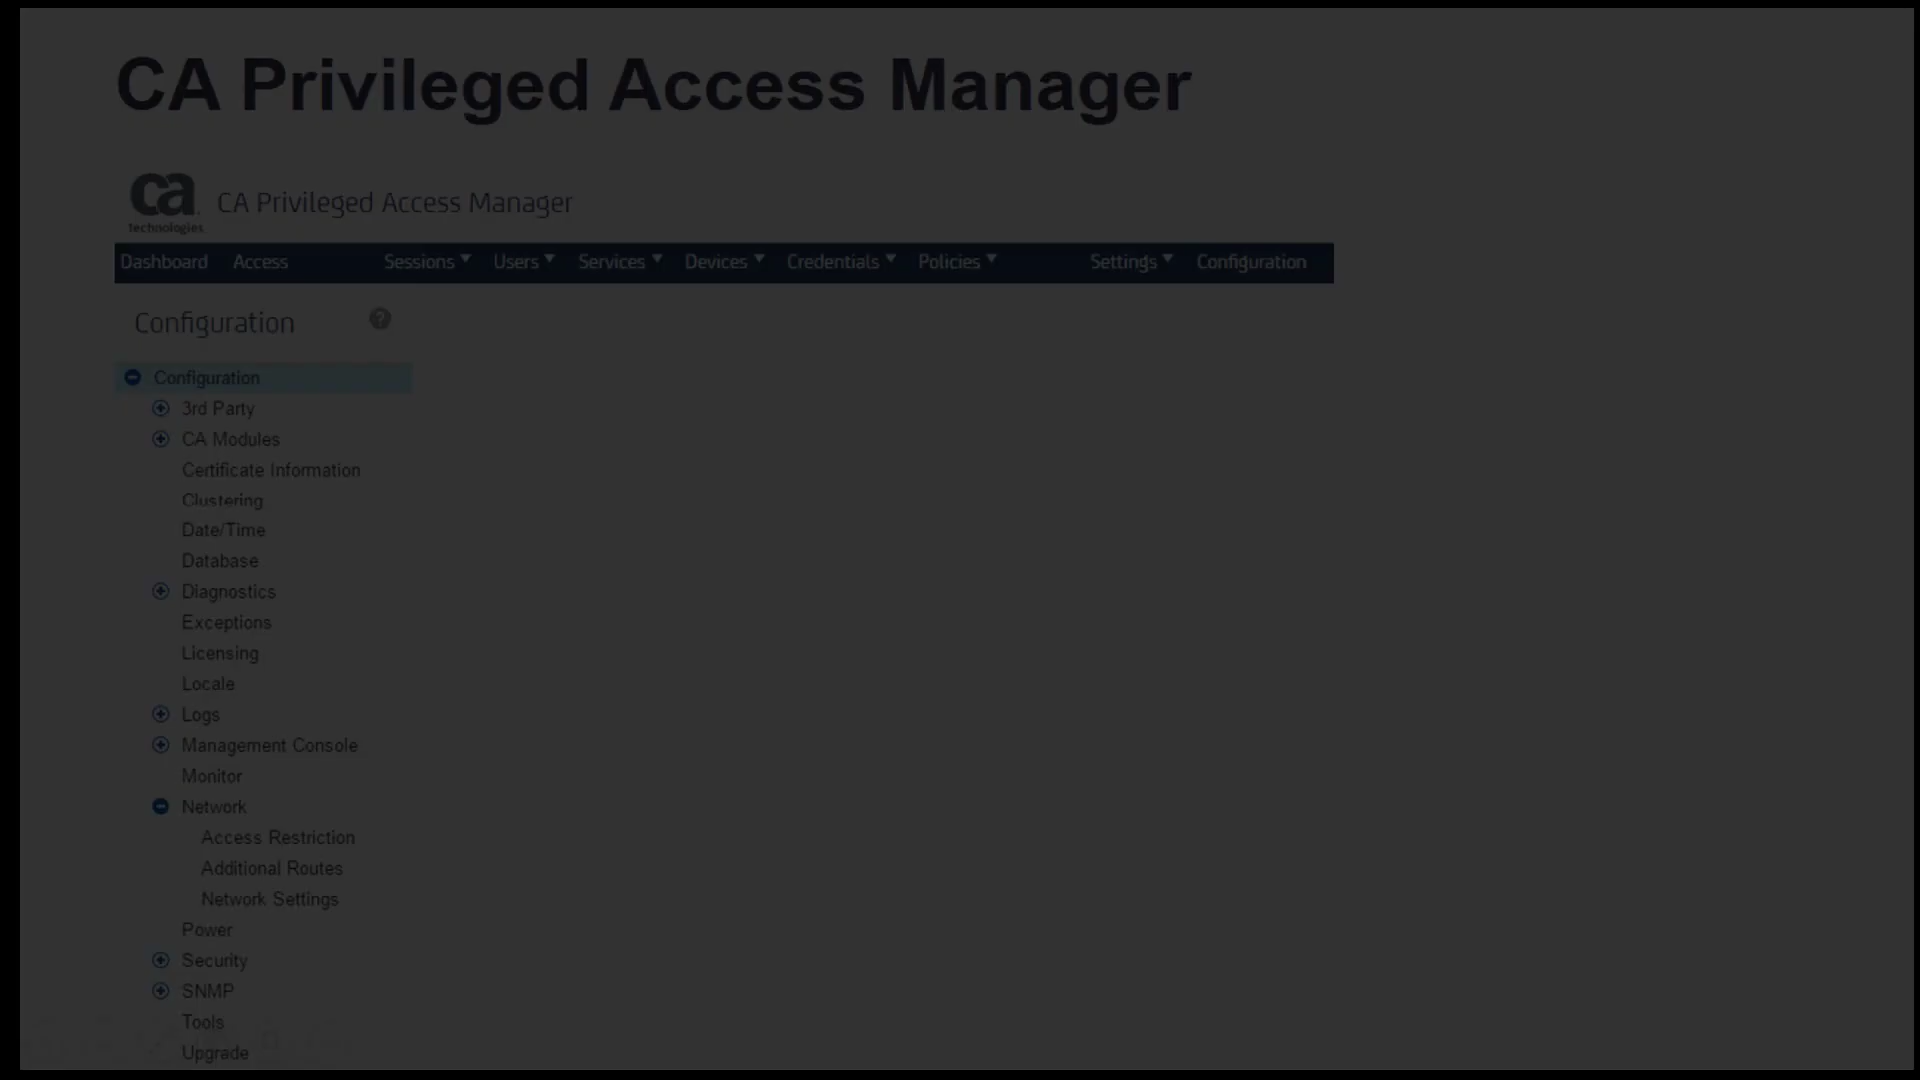 CA Privileged Access Manager
ca
technologies
CA Privileged Access Manager
Dashboard Access Sessions Users Services Devices Credentials Policies Settings Configuration
Configuration ?
Configuration
3rd Party
CA Modules
Certificate Information
Clustering
Date/Time
Database
Diagnostics
Exceptions
Licensing
Locale
Logs
Management Console
Monitor
Network
Access Restriction
Additional Routes
Network Settings
Power
Security
SNMP
Tools
Upgrade